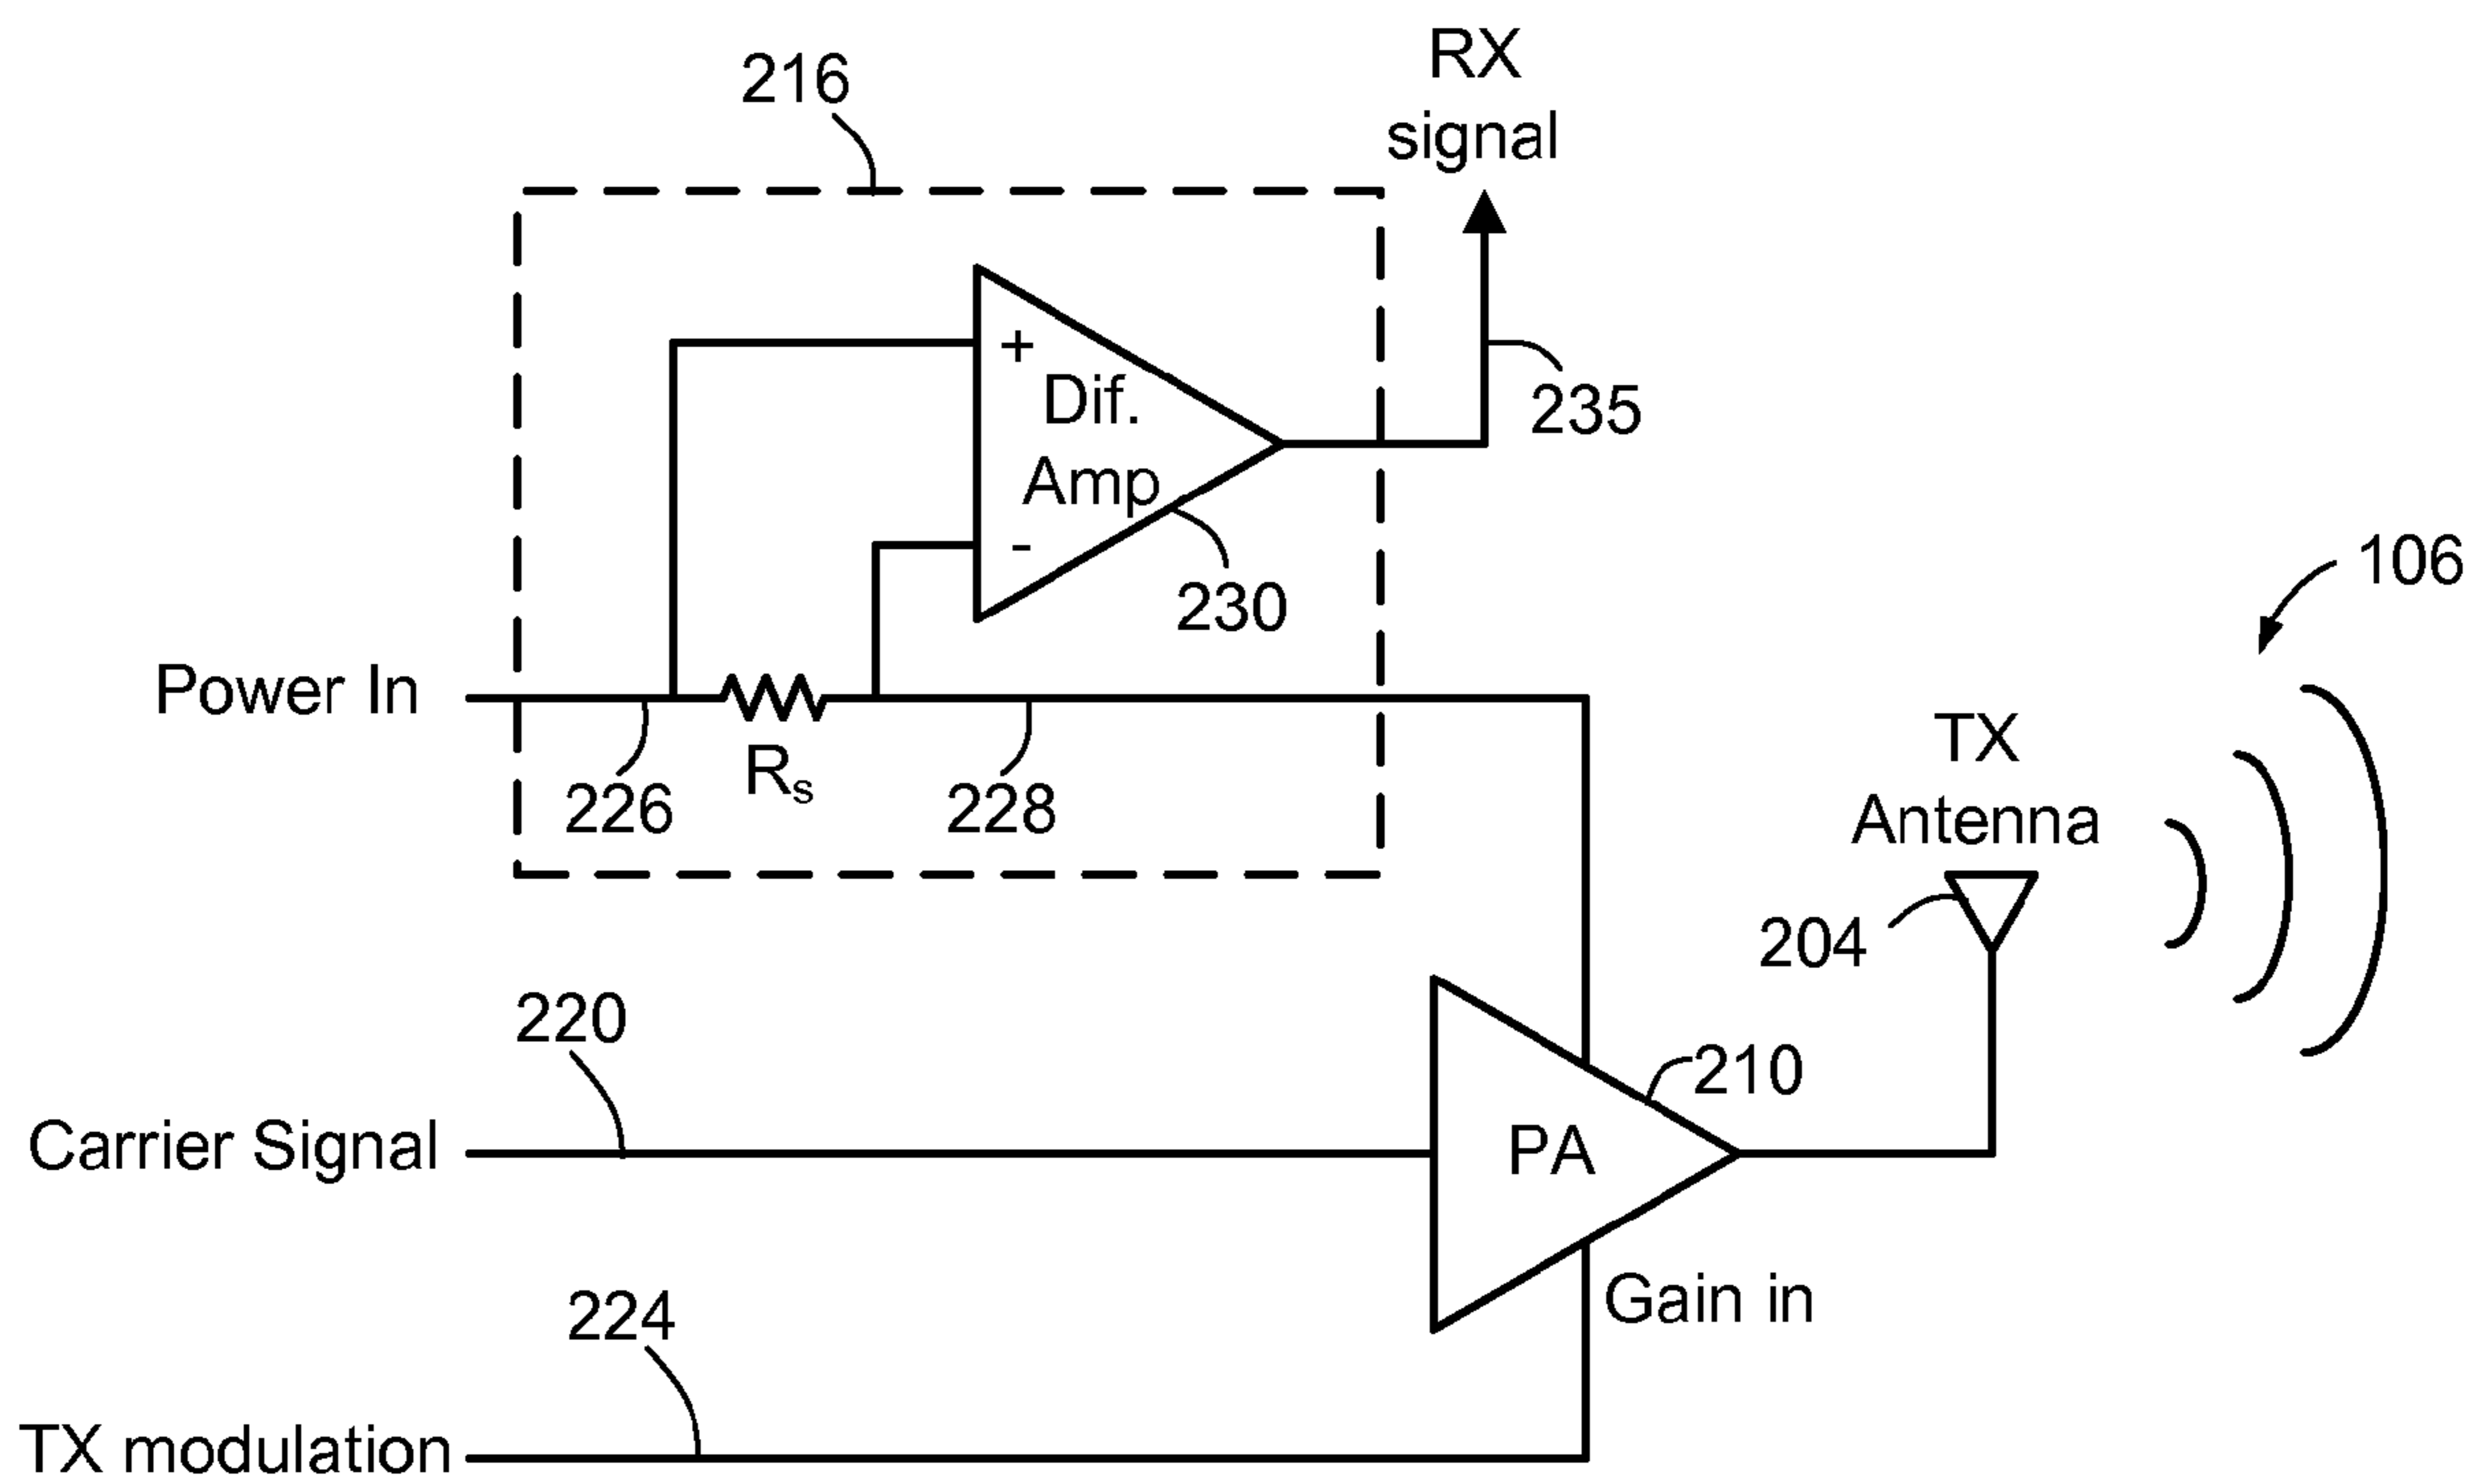 216
RX
signal
+
Dif.
Amp
-
235
230
106
Power In
226
Rs
228
TX
Antenna
204
220
210
Carrier Signal
PA
224
Gain in
TX modulation